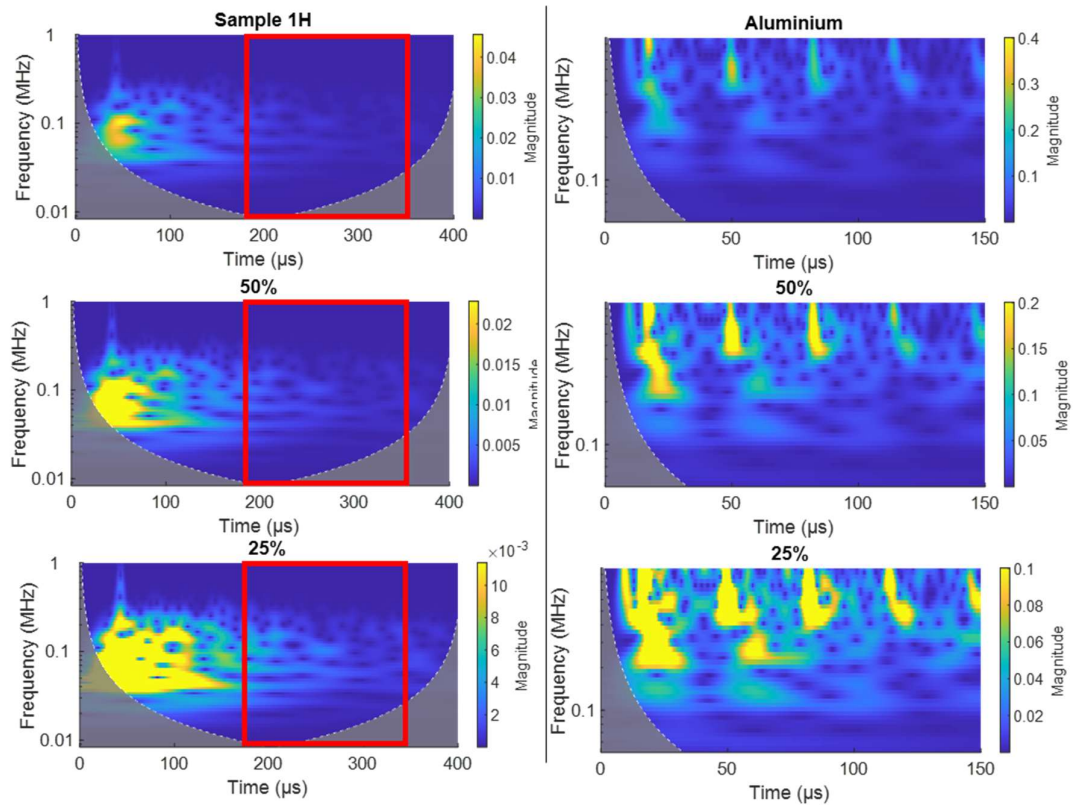 Sample 1H
Frequency (MHz)
1
0.1
0.01
0 100 200 300 400
Time (µs)
0.04
0.03
0.02
0.01
Magnitude
Aluminium
Frequency (MHz)
0.1
0 50 100 150
Time (µs)
0.4
0.3
0.2
0.1
Magnitude
50%
Frequency (MHz)
1
0.1
0.01
0 100 200 300 400
Time (µs)
0.02
0.015
0.01
0.005
Magnitude
50%
Frequency (MHz)
0.1
0 50 100 150
Time (µs)
0.2
0.15
0.1
0.05
Magnitude
25%
Frequency (MHz)
1
0.1
0.01
0 100 200 300 400
Time (µs)
×10⁻³
10
8
6
4
2
Magnitude
25%
Frequency (MHz)
0.1
0 50 100 150
Time (µs)
0.1
0.08
0.06
0.04
0.02
Magnitude